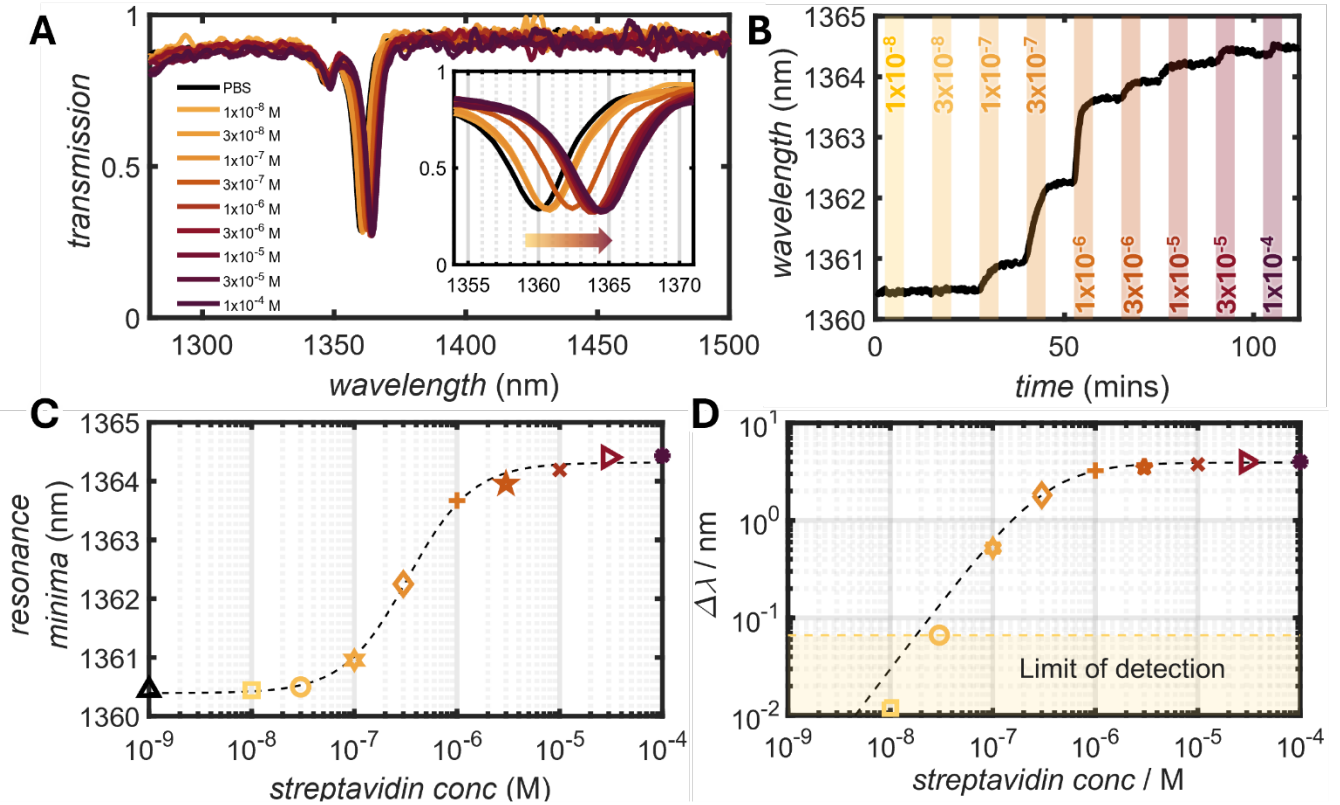 A
transmission
1
0.5
0
1300
1350
1400
1450
1500
wavelength (nm)
PBS
1x10⁻⁸ M
3x10⁻⁸ M
1x10⁻⁷ M
3x10⁻⁷ M
1x10⁻⁶ M
3x10⁻⁶ M
1x10⁻⁵ M
3x10⁻⁵ M
1x10⁻⁴ M
1
0.5
0
1355
1360
1365
1370
B
wavelength (nm)
1365
1364
1363
1362
1361
1360
1x10⁻⁸
3x10⁻⁸
1x10⁻⁷
3x10⁻⁷
1x10⁻⁶
3x10⁻⁶
1x10⁻⁵
3x10⁻⁵
1x10⁻⁴
0
50
100
time (mins)
C
resonance
minima (nm)
1365
1364
1363
1362
1361
1360
10⁻⁹
10⁻⁸
10⁻⁷
10⁻⁶
10⁻⁵
10⁻⁴
streptavidin conc (M)
D
Δλ / nm
10¹
10⁰
10⁻¹
10⁻²
Limit of detection
10⁻⁹
10⁻⁸
10⁻⁷
10⁻⁶
10⁻⁵
10⁻⁴
streptavidin conc / M